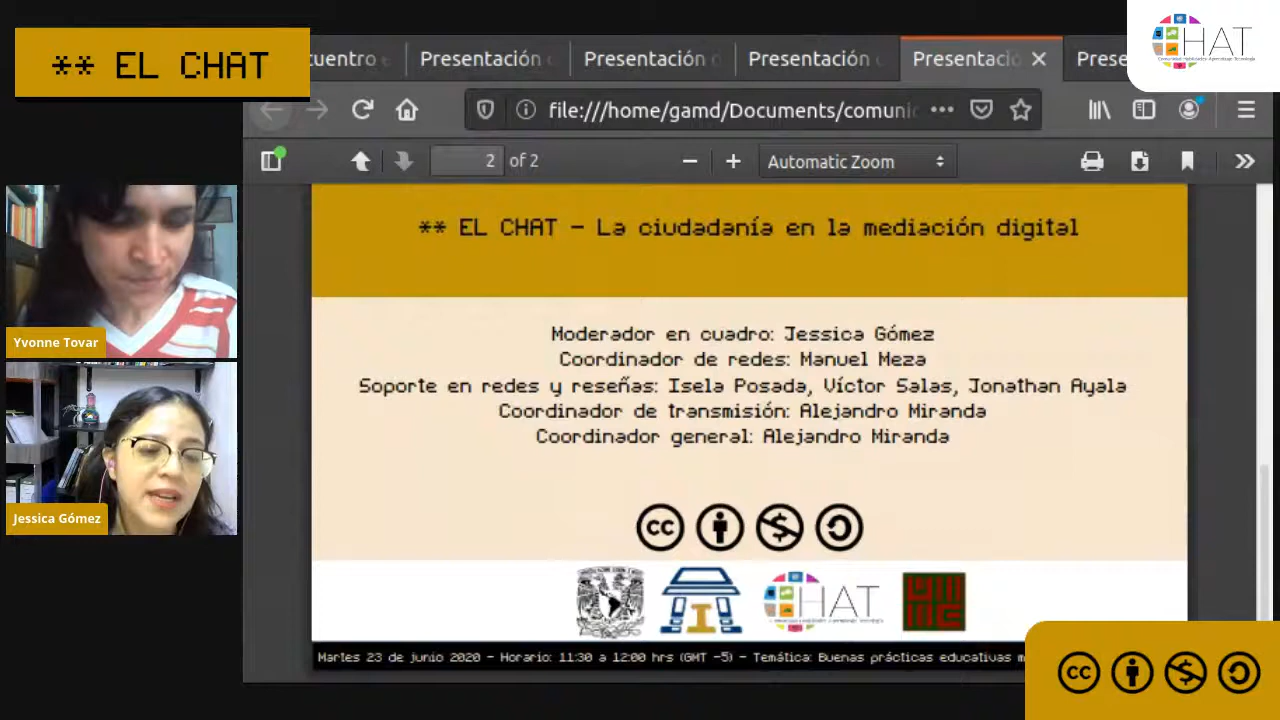 ** EL CHAT
cuentro
Presentación
Presentación
Presentación
Presentació
Prese
HAT
file:///home/gamd/Documents/comunic
2 of 2
Automatic Zoom
** EL CHAT - La ciudadanía en la mediación digital
Moderador en cuadro: Jessica Gómez
Coordinador de redes: Manuel Meza
Soporte en redes y reseñas: Isela Posada, Víctor Salas, Jonathan Ayala
Coordinador de transmisión: Alejandro Miranda
Coordinador general: Alejandro Miranda
Yvonne Tovar
Jessica Gómez
cc
HAT
Martes 23 de junio 2020 - Horario: 11:30 a 12:00 hrs (GMT -5) - Temática: Buenas prácticas educativas m
cc